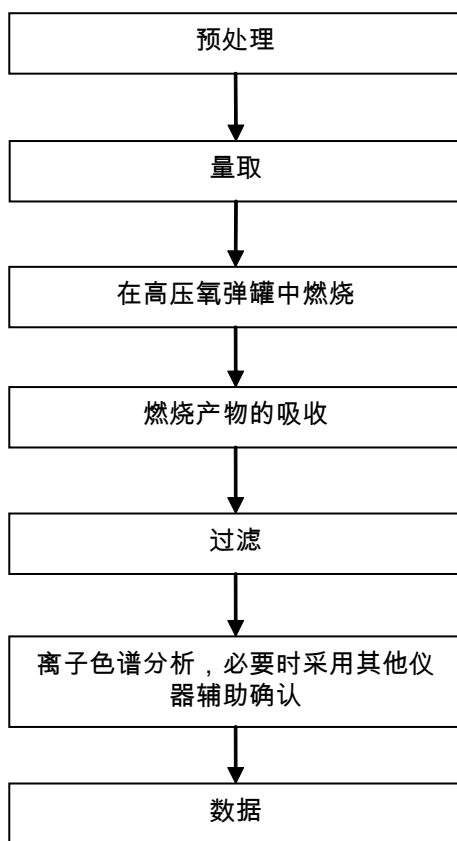 预处理
量取
在高压氧弹罐中燃烧
燃烧产物的吸收
过滤
离子色谱分析，必要时采用其他仪
器辅助确认
数据